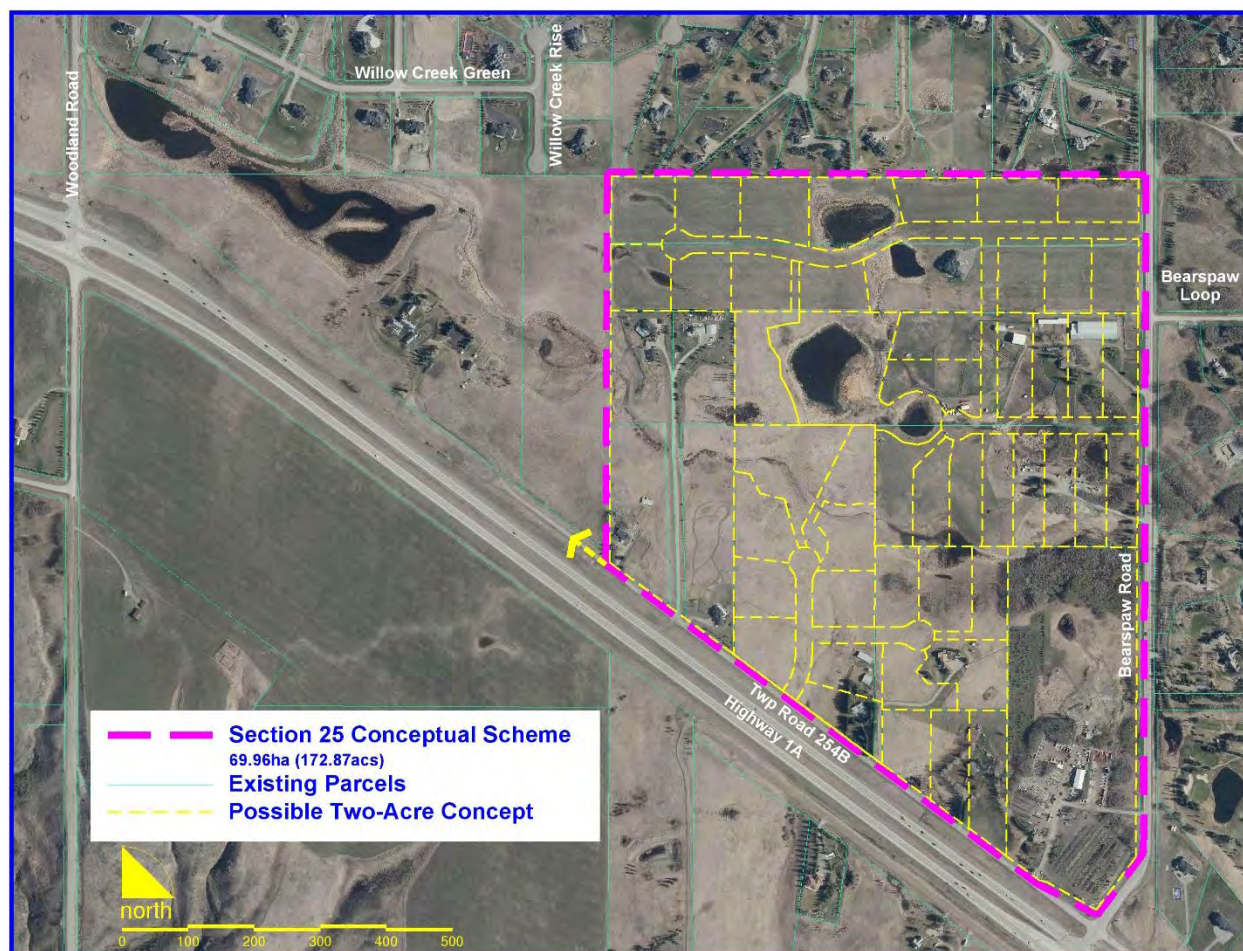 Willow Creek Green
Willow Creek Rise
Woodland Road
Bearspaw
Loop
Bearspaw Road
Twp Road 254B
Highway 1A
Section 25 Conceptual Scheme
69.96ha (172.87acs)
Existing Parcels
Possible Two-Acre Concept
north
0 100 200 300 400 500